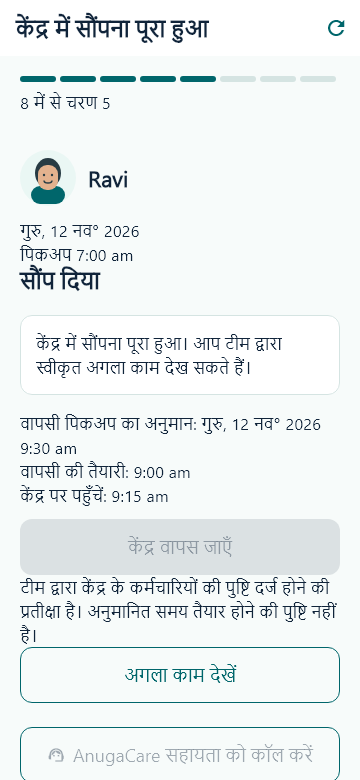 केंद्र में सौंपना पूरा हुआ
8 में से चरण 5
Ravi
गुरु, 12 नव° 2026
पिकअप 7:00 am
सौंप दिया
केंद्र में सौंपना पूरा हुआ। आप टीम द्वारा
स्वीकृत अगला काम देख सकते हैं।
वापसी पिकअप का अनुमान: गुरु, 12 नव° 2026
9:30 am
वापसी की तैयारी: 9:00 am
केंद्र पर पहुँचें: 9:15 am
केंद्र वापस जाएँ
टीम द्वारा केंद्र के कर्मचारियों की पुष्टि दर्ज होने की
प्रतीक्षा है। अनुमानित समय तैयार होने की पुष्टि नहीं
है।
अगला काम देखें
AnugaCare सहायता को कॉल करें